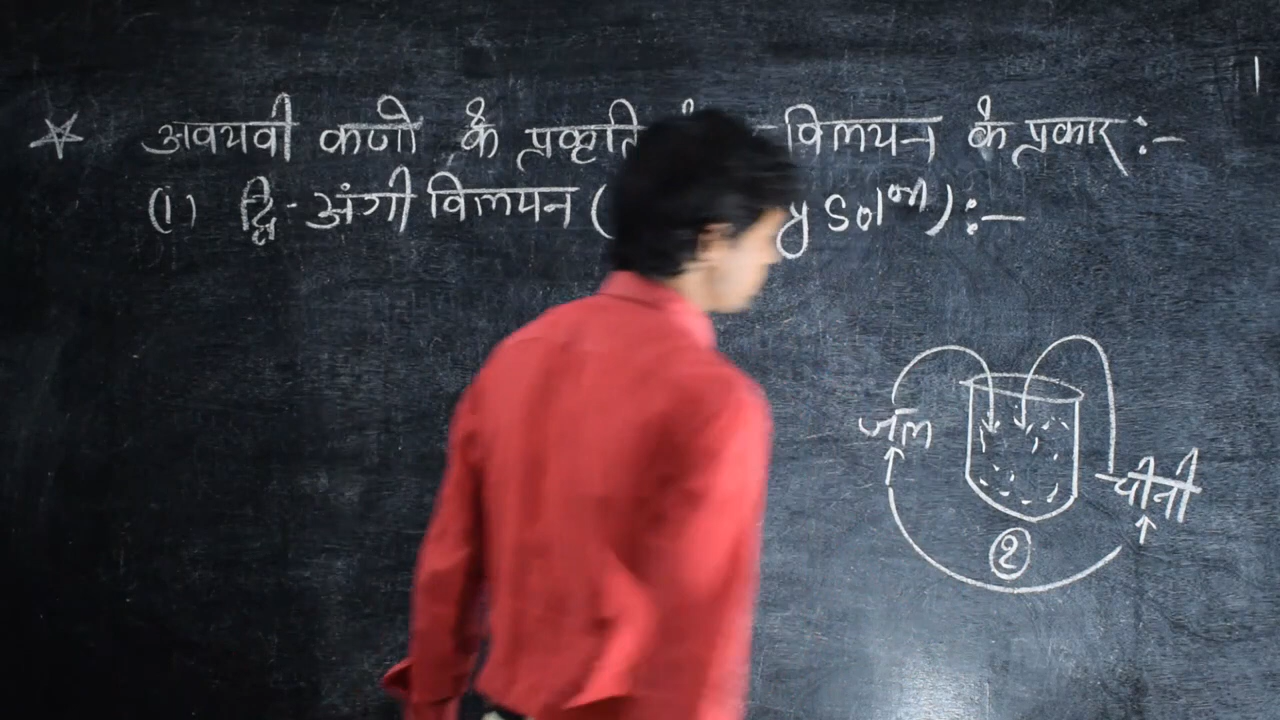 अवयवी कणो के प्रकृति विलयन के प्रकार :-
(1) द्वि-अंगी विलयन ( y Solⁿ) :-
जल
चीनी
2